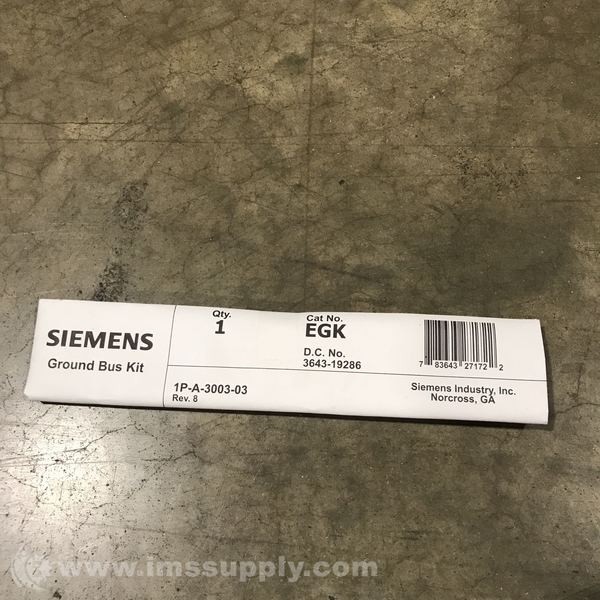 SIEMENS
Ground Bus Kit
Qty.
1
Cat No.
EGK
D.C. No.
3643-19286
7 83643 27172 2
1P-A-3003-03
Rev. 8
Siemens Industry, Inc.
Norcross, GA
www.imssupply.com